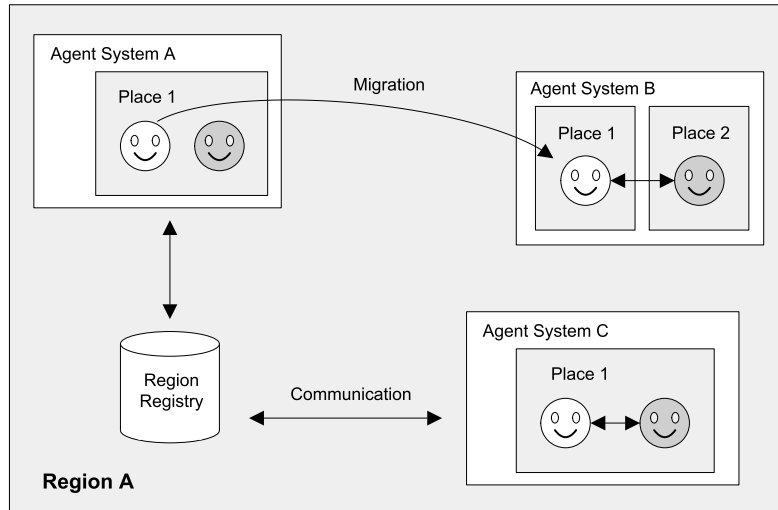 Agent System A
Place 1
Migration
Agent System B
Place 1
Place 2
Region
Registry
Communication
Agent System C
Place 1
Region A